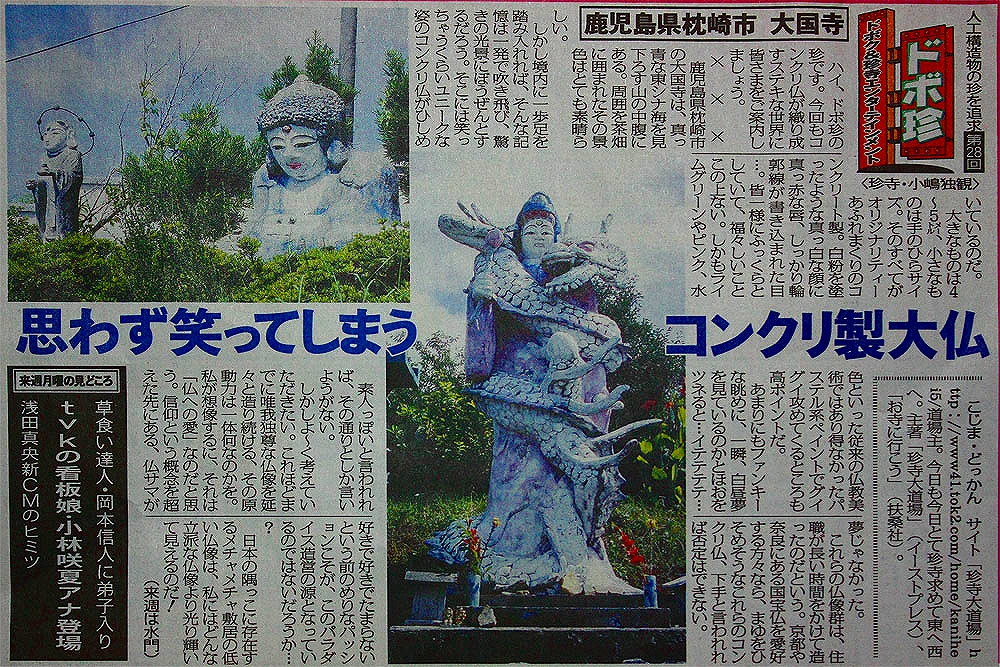 人工構造物の珍を追求 第28回
ドボ珍
ドボク&珍寺エンターテインメント
〈珍寺・小嶋独観〉
鹿児島県枕崎市 大国寺
コンクリ製大仏
思わず笑ってしまう
ハイ、ドボ珍の
珍です。今回もコ
ンクリ仏が織り成
すステキな世界に
皆さまをご案内し
ましょう。
× × ×
鹿児島県枕崎市
の大国寺は、真っ
青な東シナ海を見
下ろす山の中腹に
ある。周囲を茶畑
に囲まれたその景
色はとても素晴ら
しい。
しかし境内に一歩足を
踏み入れれば、そんな記
憶は一発で吹き飛び、驚
きの光景にぼうぜんとす
るだろう。そこには笑っ
ちゃうくらいユニークな
姿のコンクリ仏がひしめ
いているのだ。
大きなものは4
〜5㍍、小さなも
のは手のひらサイ
ズ。そのすべてが
オリジナリティー
あふれまくりのコ
ンクリート製。白粉を塗
ったような真っ白な顔に
真っ赤な唇、しっかり輪
郭線が書き込まれた目
…。皆一様にふっくらと
していて、福々しいこと
この上ない。しかもライ
ムグリーンやピンク、水
色といった従来の仏教美
術ではあり得なかったパ
ステル系ペイントでグイ
グイ攻めてくるところも
高ポイントだ。
あまりにもファンキー
な眺めに、一瞬、白昼夢
を見ているのかとほおを
ツネると…イテテテテ…
夢じゃなかった。
これらの仏像群は、住
職が長い時間をかけて造
ったのだという。京都や
奈良にある国宝仏を愛好
する方々なら、まゆをひ
そめそうなこれらのコン
クリ仏、下手と言われれ
ば否定はできない。
素人っぽいと言われれ
ば、その通りとしか言い
ようがない。
しかしよ〜く考えてい
ただきたい。これほどま
でに唯我独尊な仏像を延
々と造り続ける、その原
動力は一体何なのかを。
私が想像するに、それは
「仏への愛」なのだと思
う。信仰という概念を超
えた先にある、仏サマが
好きで好きでたまらない
という前のめりなパッシ
ョンこそが、このパラダ
イス造営の源となってい
るのではないだろうか…
?
日本の隅っこに存在す
るメチャメチャ敷居の低
い仏像は、私にはどんな
立派な仏像より光り輝い
て見えるのだ！
（来週は水門）
こじま・どっかん サイト「珍寺大道場」h
ttp://www41.tok2.com/home/kanihe
i5/道場主。今日も今日とて珍寺求めて東へ西
へ。主著「珍寺大道場」（イーストプレス）、
「お寺に行こう」（扶桑社）。
来週月曜の見どころ
草食い達人・岡本信人に弟子入り
tvkの看板娘・小林咲夏アナ登場
浅田真央新CMのヒミツ